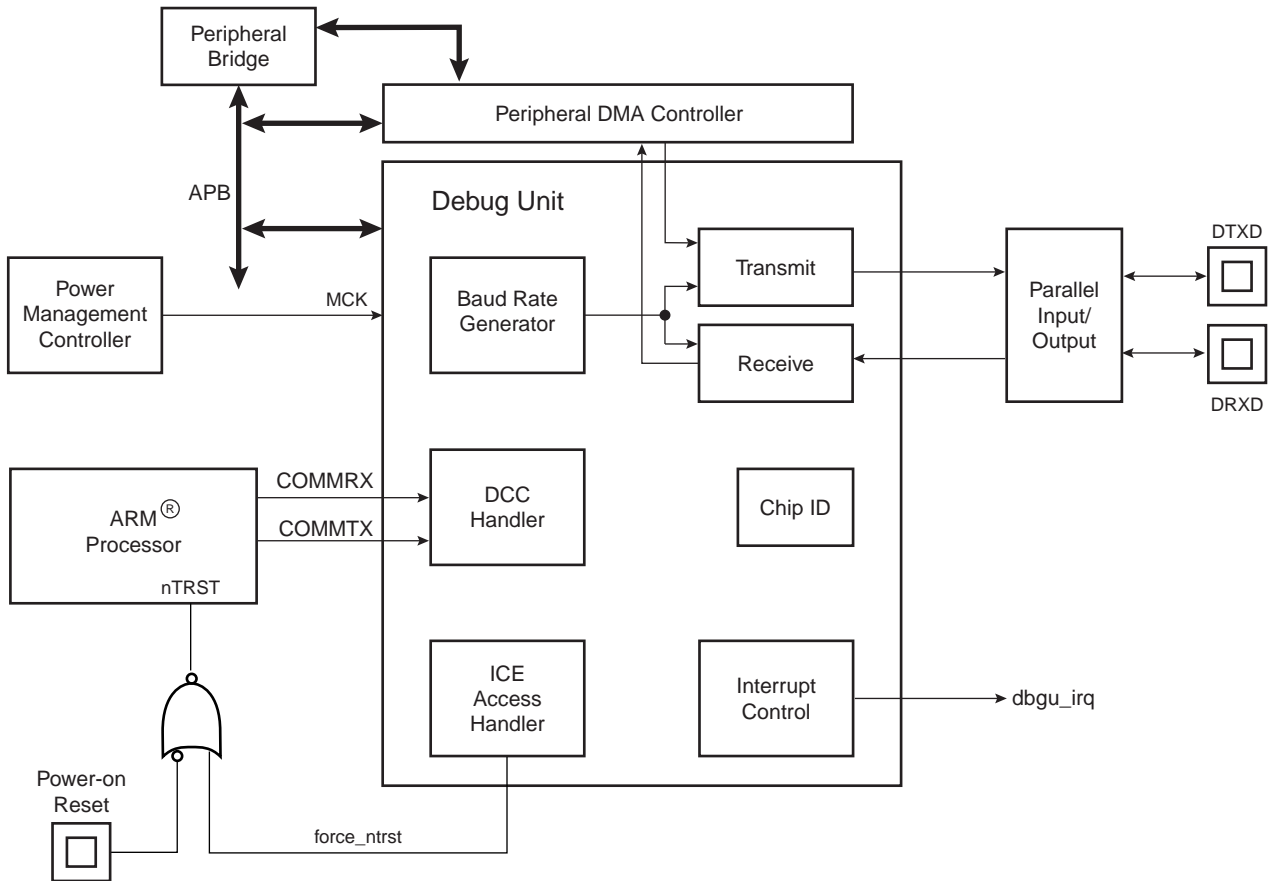 Peripheral
Bridge
Peripheral DMA Controller
APB
Debug Unit
DTXD
Transmit
Power
Management
Controller
MCK
Baud Rate
Generator
Parallel
Input/
Output
Receive
DRXD
COMMRX
DCC
Handler
Chip ID
ARM®
Processor
COMMTX
nTRST
ICE
Access
Handler
Interrupt
Control
dbgu_irq
Power-on
Reset
force_ntrst